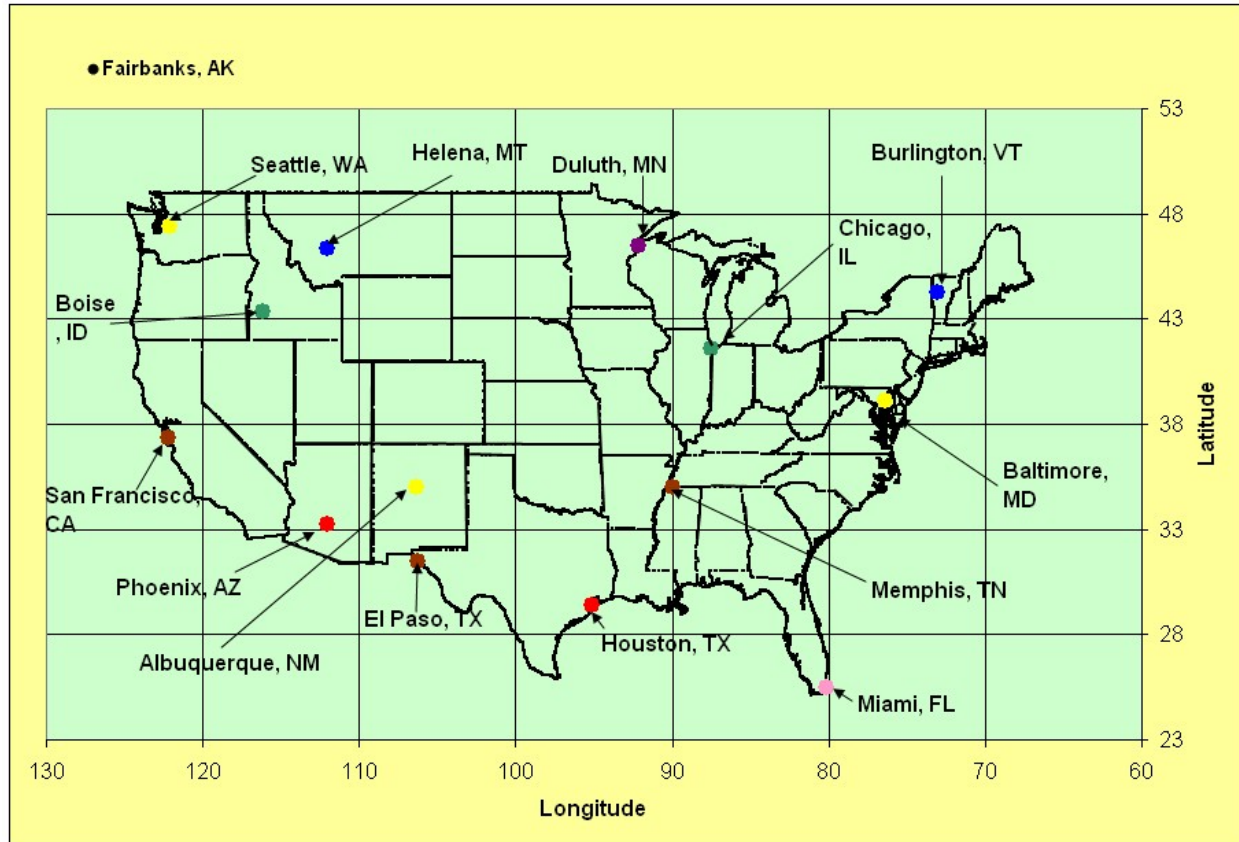 Fairbanks, AK
53
Seattle, WA
Helena, MT
Duluth, MN
Burlington, VT
48
Chicago,
IL
Boise
, ID
43
38
Latitude
San Francisco,
CA
Baltimore,
MD
33
Phoenix, AZ
El Paso, TX
Memphis, TN
Houston, TX
28
Albuquerque, NM
Miami, FL
23
130
120
110
100
90
80
70
60
Longitude